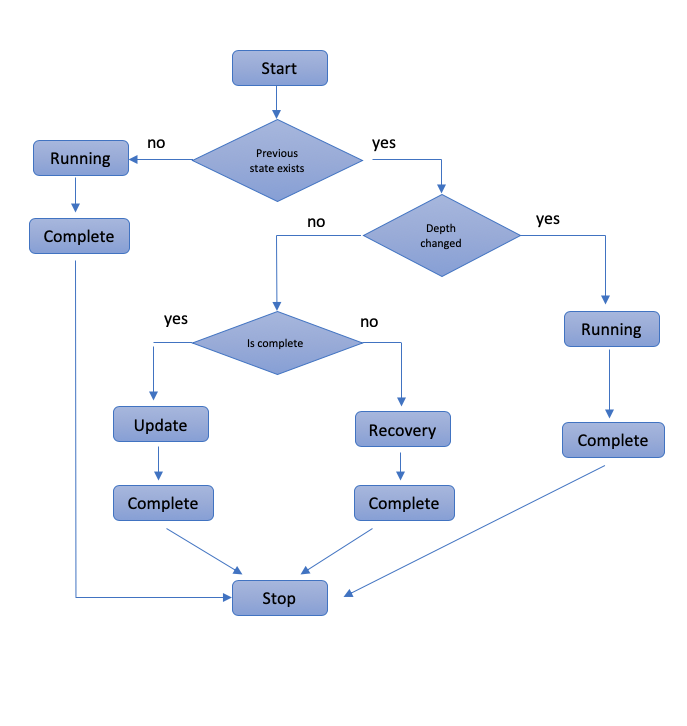 Start
no
yes
Previous
state exists
Running
Complete
Depth
changed
no
yes
Is complete
yes
no
Running
Update
Recovery
Complete
Complete
Complete
Stop